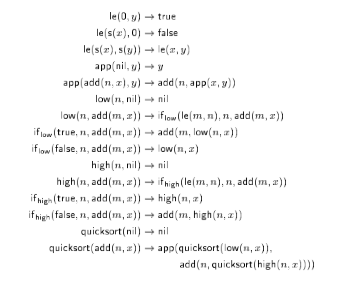 le(0, y) → true
le(s(x), 0) → false
le(s(x), s(y)) → le(x, y)
app(nil, y) → y
app(add(n, x), y) → add(n, app(x, y))
low(n, nil) → nil
low(n, add(m, x)) → if_low(le(m, n), n, add(m, x))
if_low(true, n, add(m, x)) → add(m, low(n, x))
if_low(false, n, add(m, x)) → low(n, x)
high(n, nil) → nil
high(n, add(m, x)) → if_high(le(m, n), n, add(m, x))
if_high(true, n, add(m, x)) → high(n, x)
if_high(false, n, add(m, x)) → add(m, high(n, x))
quicksort(nil) → nil
quicksort(add(n, x)) → app(quicksort(low(n, x)),
add(n, quicksort(high(n, x))))